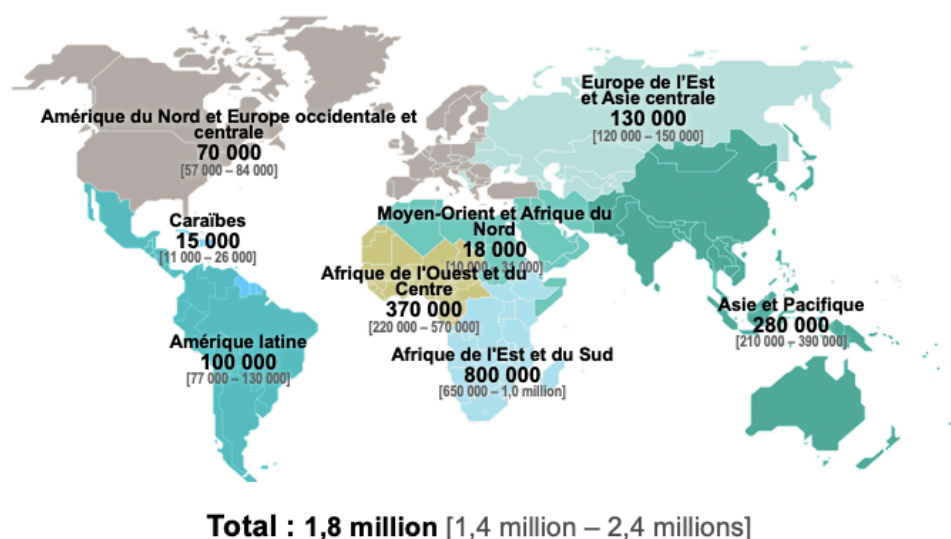 Amérique du Nord et Europe occidentale et
centrale
70 000
[57 000 – 84 000]
Europe de l'Est
et Asie centrale
130 000
[120 000 – 150 000]
Caraïbes
15 000
[11 000 – 26 000]
Moyen-Orient et Afrique du
Nord
18 000
[10 000 – 31 000]
Afrique de l'Ouest et du
Centre
370 000
[220 000 – 570 000]
Asie et Pacifique
280 000
[210 000 – 390 000]
Amérique latine
100 000
[77 000 – 130 000]
Afrique de l'Est et du Sud
800 000
[650 000 – 1,0 million]
Total : 1,8 million [1,4 million – 2,4 millions]